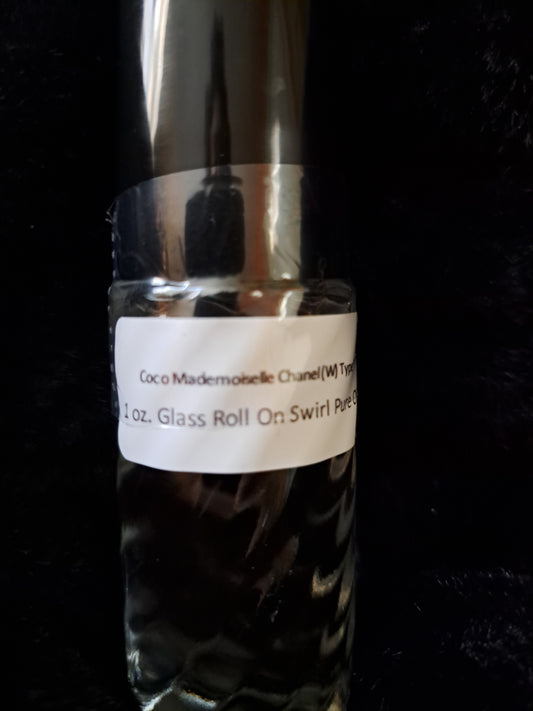 Coco Mademoiselle Chanel (W) Type
1 oz. Glass Roll On Swirl Pure